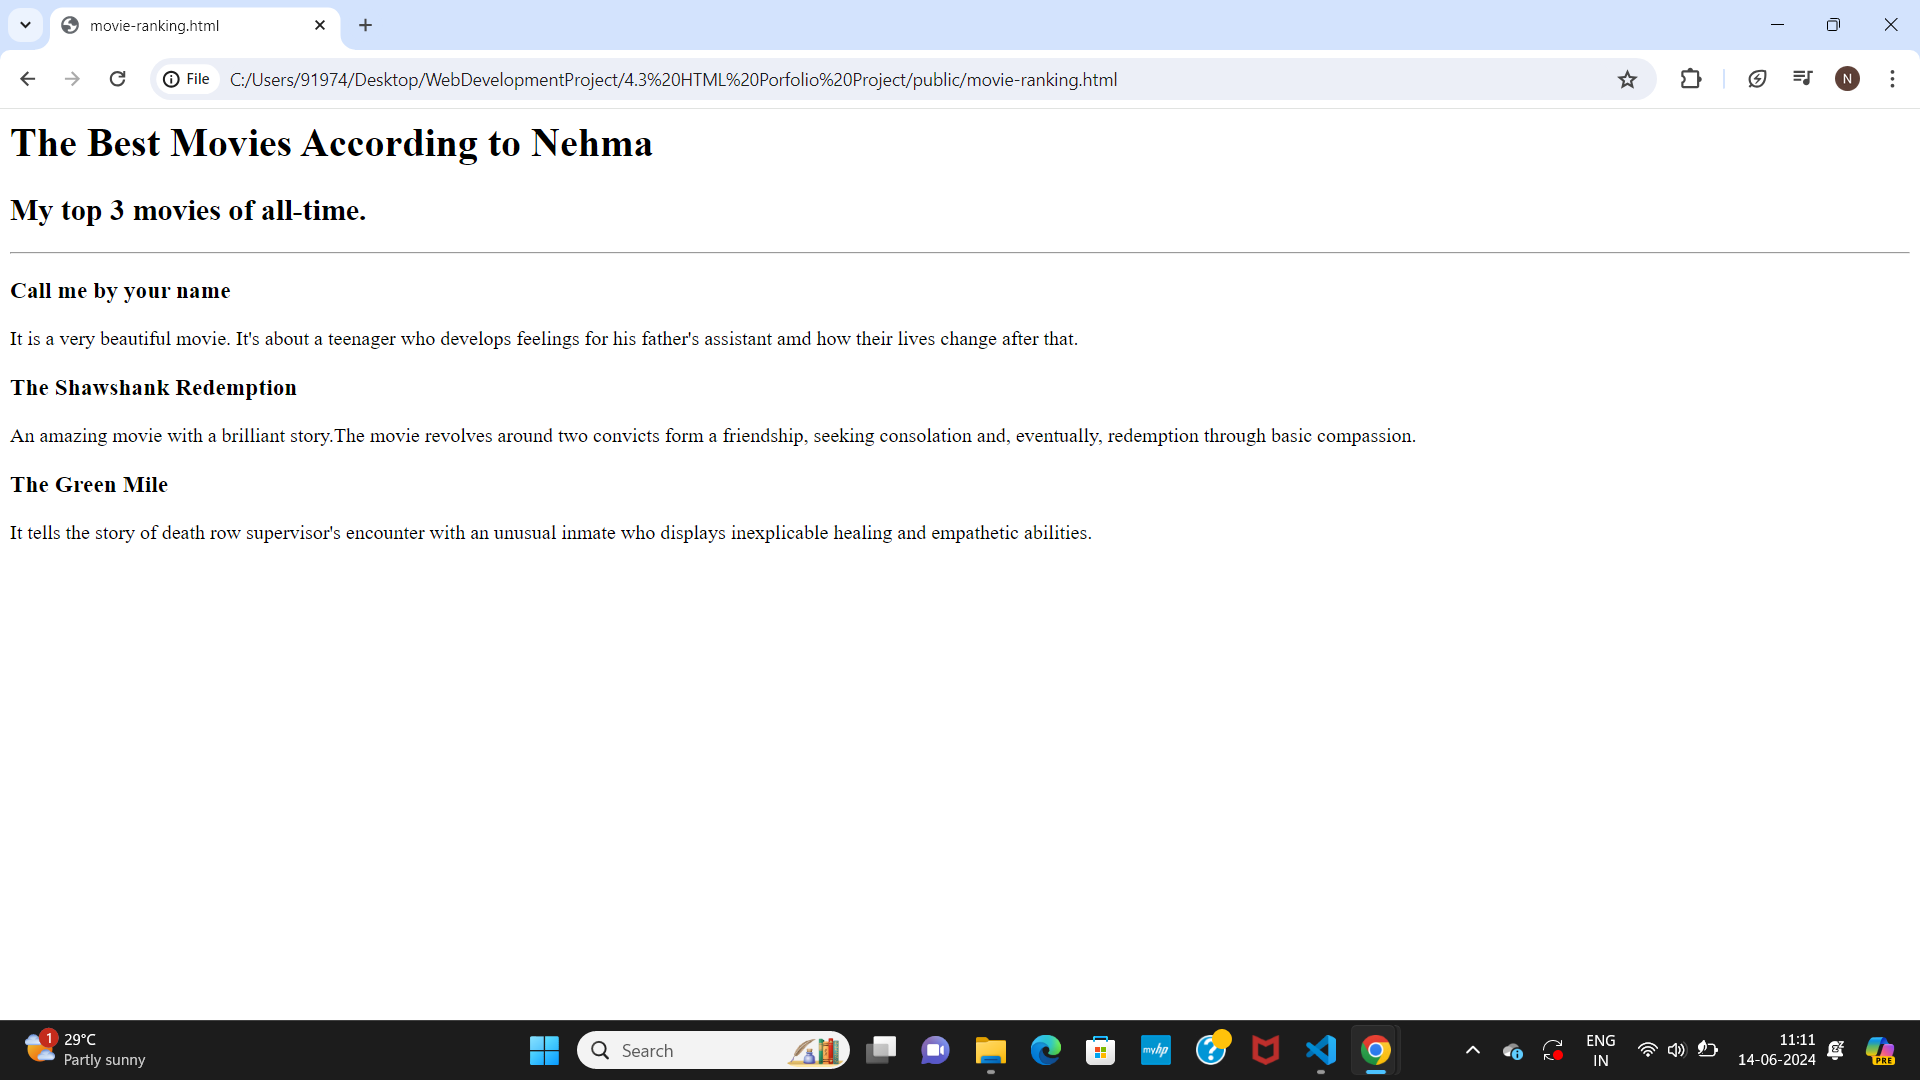 movie-ranking.html
File
C:/Users/91974/Desktop/WebDevelopmentProject/4.3%20HTML%20Porfolio%20Project/public/movie-ranking.html
N
The Best Movies According to Nehma
My top 3 movies of all-time.
Call me by your name
It is a very beautiful movie. It's about a teenager who develops feelings for his father's assistant amd how their lives change after that.
The Shawshank Redemption
An amazing movie with a brilliant story.The movie revolves around two convicts form a friendship, seeking consolation and, eventually, redemption through basic compassion.
The Green Mile
It tells the story of death row supervisor's encounter with an unusual inmate who displays inexplicable healing and empathetic abilities.
1
29°C
Partly sunny
Search
myhp
ENG
IN
11:11
14-06-2024
PRE